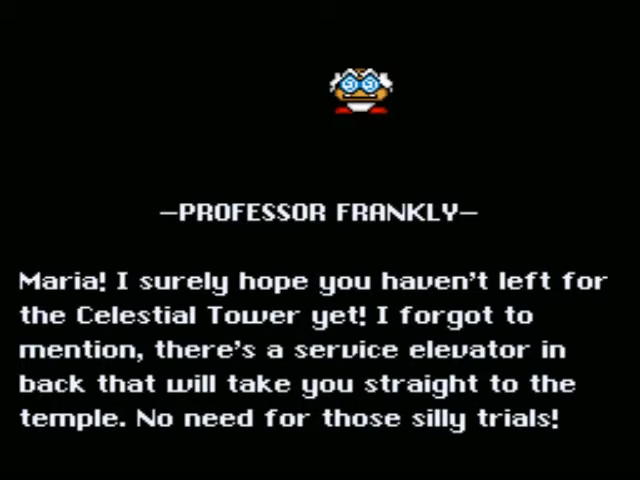 —PROFESSOR FRANKLY—
Maria! I surely hope you haven't left for
the Celestial Tower yet! I forgot to
mention, there's a service elevator in
back that will take you straight to the
temple. No need for those silly trials!